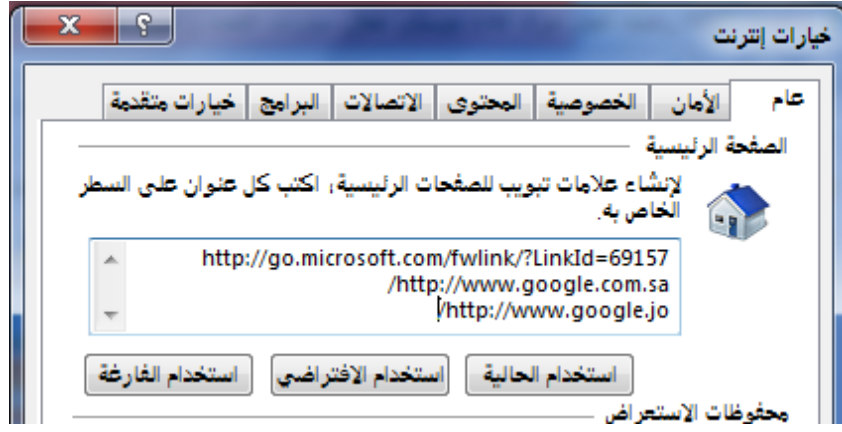 خيارات إنترنت
عام الأمان الخصوصية المحتوى الاتصالات البرامج خيارات متقدمة
الصفحة الرئيسية
لإنشاء علامات تبويب للصفحات الرئيسية، اكتب كل عنوان على السطر
الخاص به.
http://go.microsoft.com/fwlink/?LinkId=69157
http://www.google.com.sa/
http://www.google.jo/
استخدام الحالية استخدام الافتراضي استخدام الفارغة
محفوظات الاستعراض